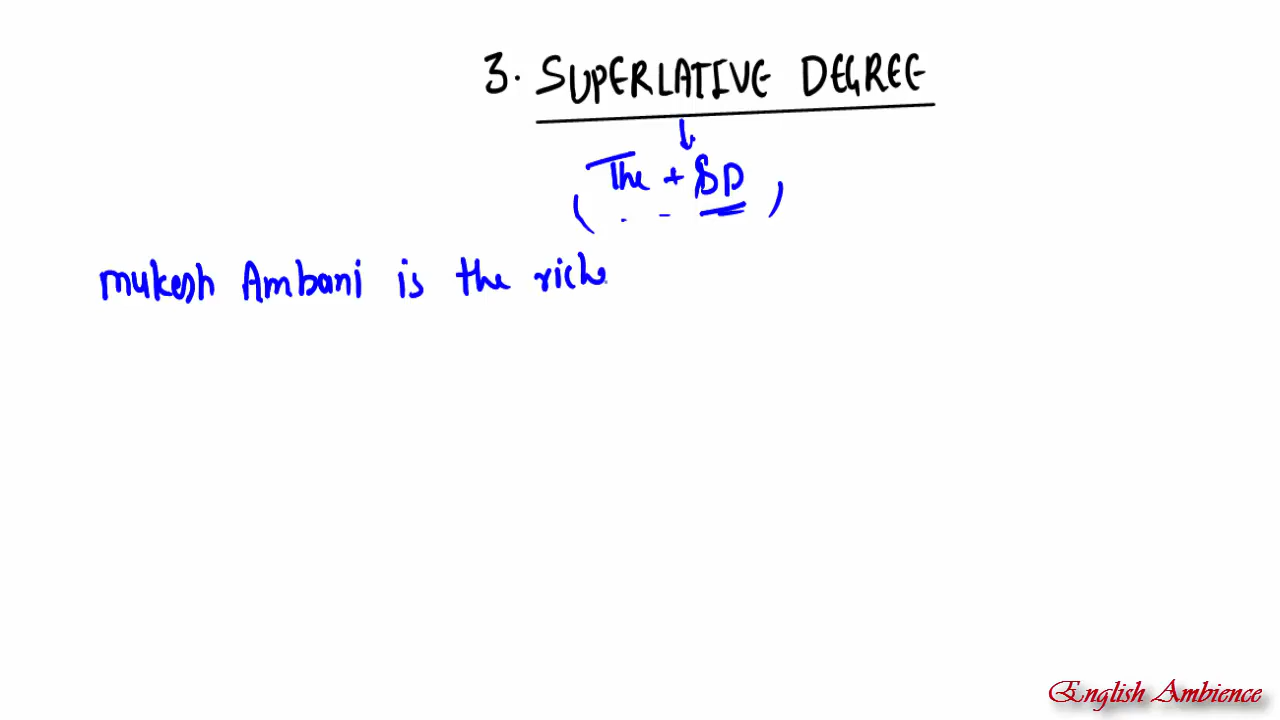 3. SUPERLATIVE DEGREE
(The + SD)
mukesh Ambani is the riche
English Ambience